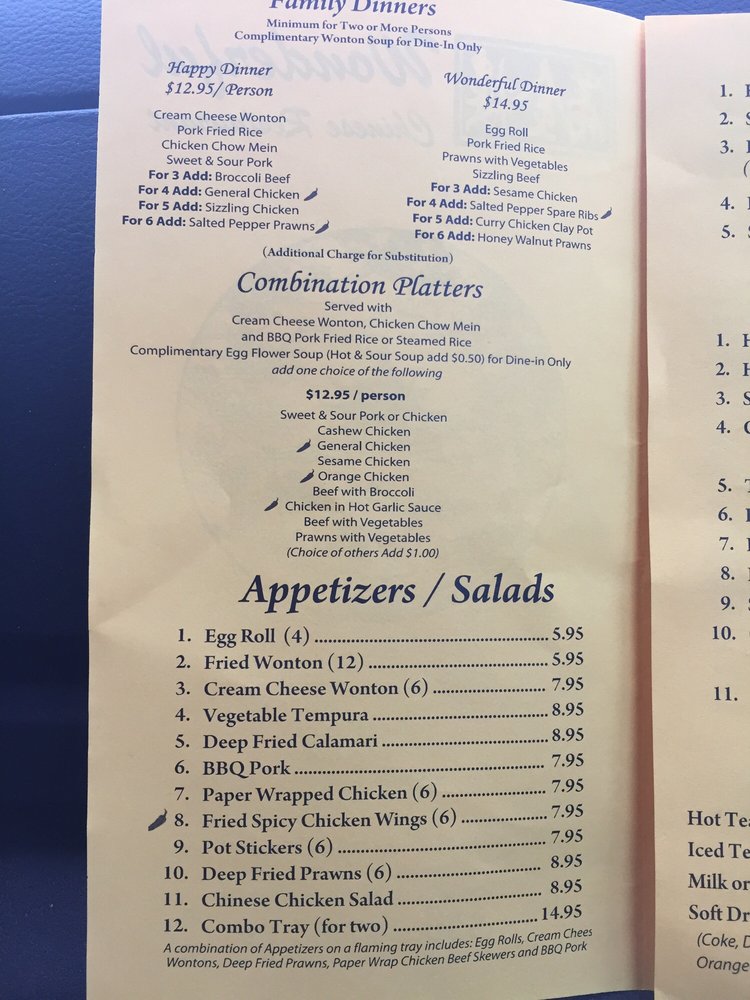 Family Dinners
Minimum for Two or More Persons
Complimentary Wonton Soup for Dine-In Only
Happy Dinner
$12.95/ Person
Cream Cheese Wonton
Pork Fried Rice
Chicken Chow Mein
Sweet & Sour Pork
For 3 Add: Broccoli Beef
For 4 Add: General Chicken
For 5 Add: Sizzling Chicken
For 6 Add: Salted Pepper Prawns
Wonderful Dinner
$14.95
Egg Roll
Pork Fried Rice
Prawns with Vegetables
Sizzling Beef
For 3 Add: Sesame Chicken
For 4 Add: Salted Pepper Spare Ribs
For 5 Add: Curry Chicken Clay Pot
For 6 Add: Honey Walnut Prawns
(Additional Charge for Substitution)
Combination Platters
Served with
Cream Cheese Wonton, Chicken Chow Mein
and BBQ Pork Fried Rice or Steamed Rice
Complimentary Egg Flower Soup (Hot & Sour Soup add $0.50) for Dine-in Only
add one choice of the following
$12.95 / person
Sweet & Sour Pork or Chicken
Cashew Chicken
General Chicken
Sesame Chicken
Orange Chicken
Beef with Broccoli
Chicken in Hot Garlic Sauce
Beef with Vegetables
Prawns with Vegetables
(Choice of others Add $1.00)
Appetizers / Salads
1. Egg Roll (4) 5.95
2. Fried Wonton (12) 5.95
3. Cream Cheese Wonton (6) 7.95
4. Vegetable Tempura 8.95
5. Deep Fried Calamari 8.95
6. BBQ Pork 7.95
7. Paper Wrapped Chicken (6) 7.95
8. Fried Spicy Chicken Wings (6) 7.95
9. Pot Stickers (6) 7.95
10. Deep Fried Prawns (6) 8.95
11. Chinese Chicken Salad 8.95
12. Combo Tray (for two) 14.95
A combination of Appetizers on a flaming tray includes: Egg Rolls, Cream Chees
Wontons, Deep Fried Prawns, Paper Wrap Chicken Beef Skewers and BBQ Pork
1.
2.
3.
4.
5.
1.
2.
3.
4.
5.
6.
7.
8.
9.
10.
11.
Hot Te
Iced Te
Milk or
Soft Dr
(Coke, D
Orange